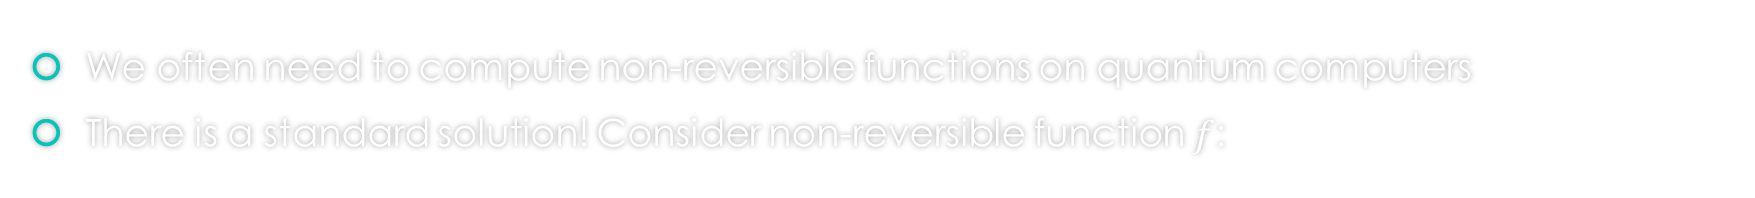 We often need to compute non-reversible functions on quantum computers
There is a standard solution! Consider non-reversible function f: